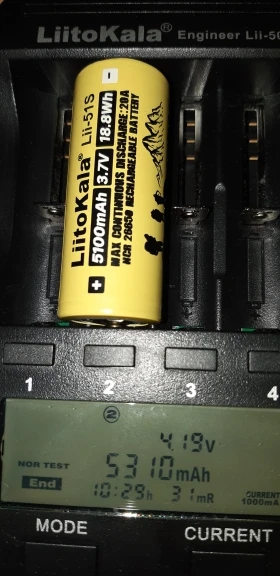 LiitoKala® Engineer Lii-50
LiitoKala® Lii-51S
5100mAh 3.7V 18.8Wh
MAX CONTINUOUS DISCHARGE:20A
NCR 26650 RECHARGEABLE BATTERY
+ -
1 2 3 4
2
4.19V
NOR TEST 5310mAh
End 10:29h 31mR CURRENT
1000mA
MODE CURRENT